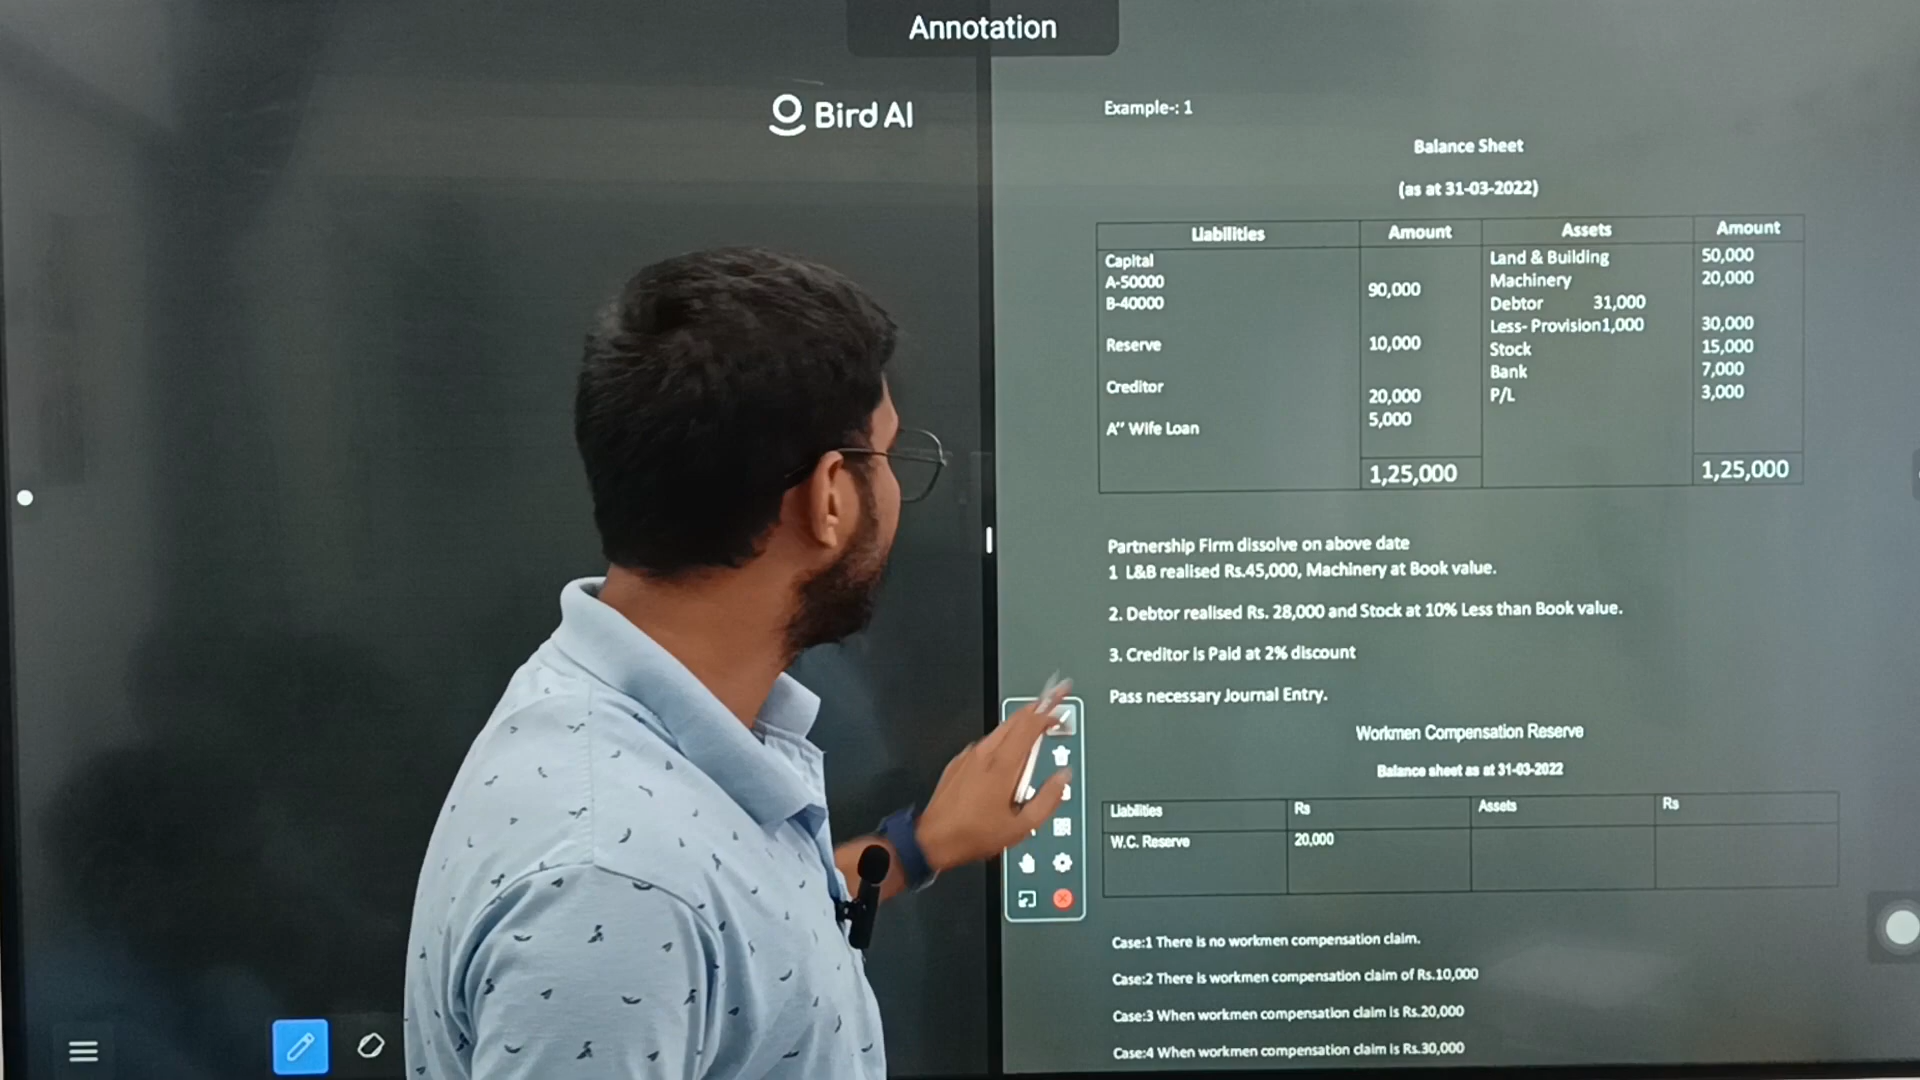 Annotation
Bird AI
Example-: 1
Balance Sheet
(as at 31-03-2022)
Liabilities Amount Assets Amount
Capital Land & Building 50,000
A-50000 90,000 Machinery 20,000
B-40000 Debtor 31,000
Less- Provision1,000 30,000
Reserve 10,000 Stock 15,000
Creditor 20,000 Bank 7,000
P/L 3,000
A" Wife Loan 5,000
1,25,000 1,25,000
Partnership Firm dissolve on above date
1 L&B realised Rs.45,000, Machinery at Book value.
2. Debtor realised Rs. 28,000 and Stock at 10% Less than Book value.
3. Creditor is Paid at 2% discount
Pass necessary Journal Entry.
Workmen Compensation Reserve
Balance sheet as at 31-03-2022
Liabilities Rs Assets Rs
W.C. Reserve 20,000
Case:1 There is no workmen compensation claim.
Case:2 There is workmen compensation claim of Rs.10,000
Case:3 When workmen compensation claim is Rs.20,000
Case:4 When workmen compensation claim is Rs.30,000